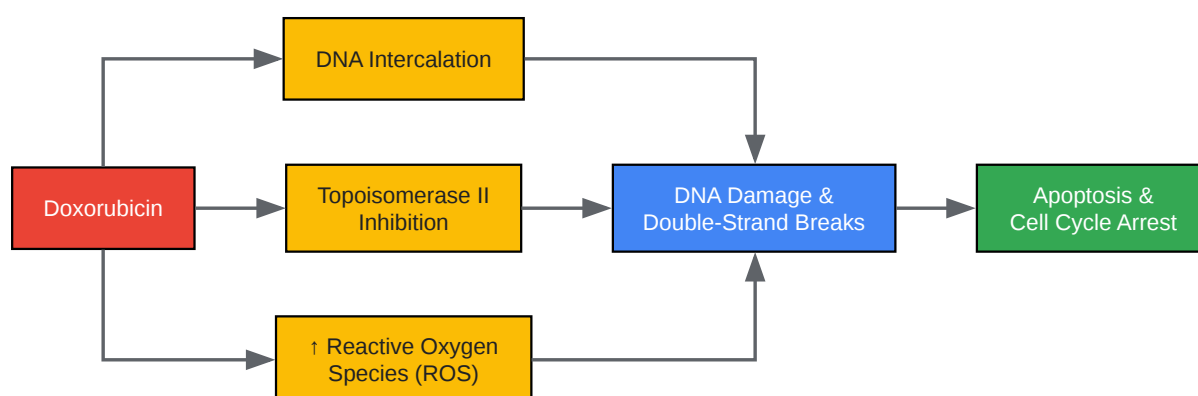 DNA Intercalation
Doxorubicin
Topoisomerase II
Inhibition
DNA Damage &
Double-Strand Breaks
Apoptosis &
Cell Cycle Arrest
↑ Reactive Oxygen
Species (ROS)